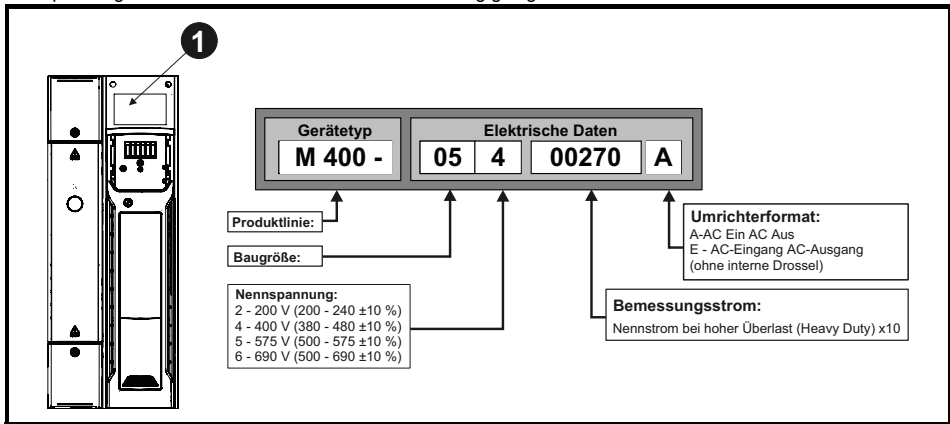 1
Gerätetyp
Elektrische Daten
M 400 -
05
4
00270
A
Produktlinie:
Baugröße:
Nennspannung:
2 - 200 V (200 - 240 ±10 %)
4 - 400 V (380 - 480 ±10 %)
5 - 575 V (500 - 575 ±10 %)
6 - 690 V (500 - 690 ±10 %)
Umrichterformat:
A-AC Ein AC Aus
E - AC-Eingang AC-Ausgang
(ohne interne Drossel)
Bemessungsstrom:
Nennstrom bei hoher Überlast (Heavy Duty) x10